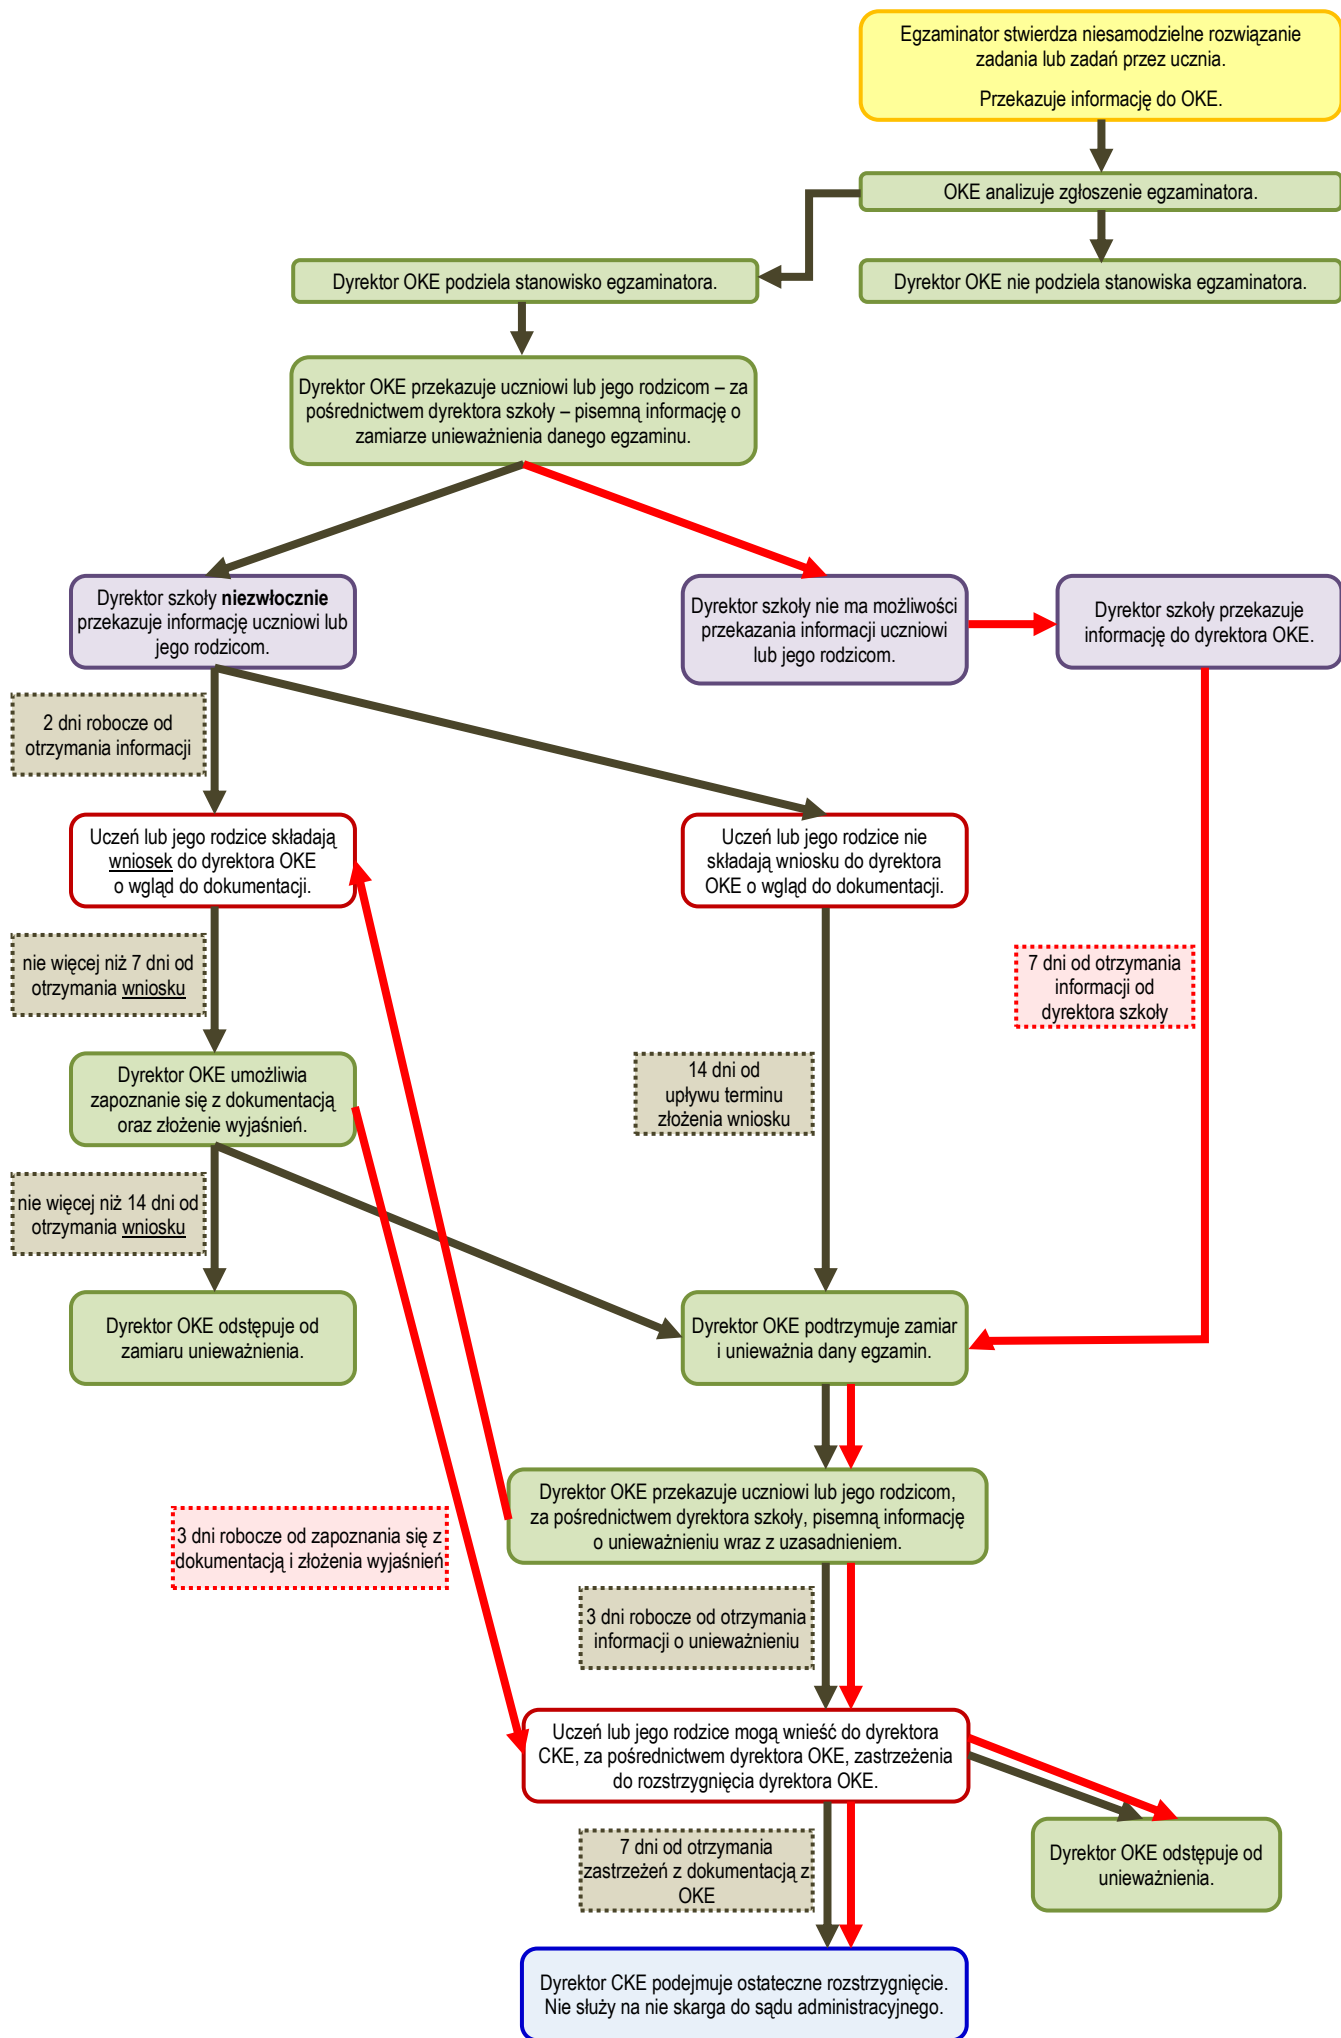 Egzaminator stwierdza niesamodzielne rozwiązanie
zadania lub zadań przez ucznia.
Przekazuje informację do OKE.
OKE analizuje zgłoszenie egzaminatora.
Dyrektor OKE podziela stanowisko egzaminatora.
Dyrektor OKE nie podziela stanowiska egzaminatora.
Dyrektor OKE przekazuje uczniowi lub jego rodzicom – za
pośrednictwem dyrektora szkoły – pisemną informację o
zamiarze unieważnienia danego egzaminu.
Dyrektor szkoły niezwłocznie
przekazuje informację uczniowi lub
jego rodzicom.
Dyrektor szkoły nie ma możliwości
przekazania informacji uczniowi
lub jego rodzicom.
Dyrektor szkoły przekazuje
informację do dyrektora OKE.
2 dni robocze od
otrzymania informacji
Uczeń lub jego rodzice składają
wniosek do dyrektora OKE
o wgląd do dokumentacji.
Uczeń lub jego rodzice nie
składają wniosku do dyrektora
OKE o wgląd do dokumentacji.
nie więcej niż 7 dni od
otrzymania wniosku
7 dni od otrzymania
informacji od
dyrektora szkoły
Dyrektor OKE umożliwia
zapoznanie się z dokumentacją
oraz złożenie wyjaśnień.
14 dni od
upływu terminu
złożenia wniosku
nie więcej niż 14 dni od
otrzymania wniosku
Dyrektor OKE odstępuje od
zamiaru unieważnienia.
Dyrektor OKE podtrzymuje zamiar
i unieważnia dany egzamin.
Dyrektor OKE przekazuje uczniowi lub jego rodzicom,
za pośrednictwem dyrektora szkoły, pisemną informację
o unieważnieniu wraz z uzasadnieniem.
3 dni robocze od zapoznania się z
dokumentacją i złożenia wyjaśnień
3 dni robocze od otrzymania
informacji o unieważnieniu
Uczeń lub jego rodzice mogą wnieść do dyrektora
CKE, za pośrednictwem dyrektora OKE, zastrzeżenia
do rozstrzygnięcia dyrektora OKE.
7 dni od otrzymania
zastrzeżeń z dokumentacją z
OKE
Dyrektor OKE odstępuje od
unieważnienia.
Dyrektor CKE podejmuje ostateczne rozstrzygnięcie.
Nie służy na nie skarga do sądu administracyjnego.